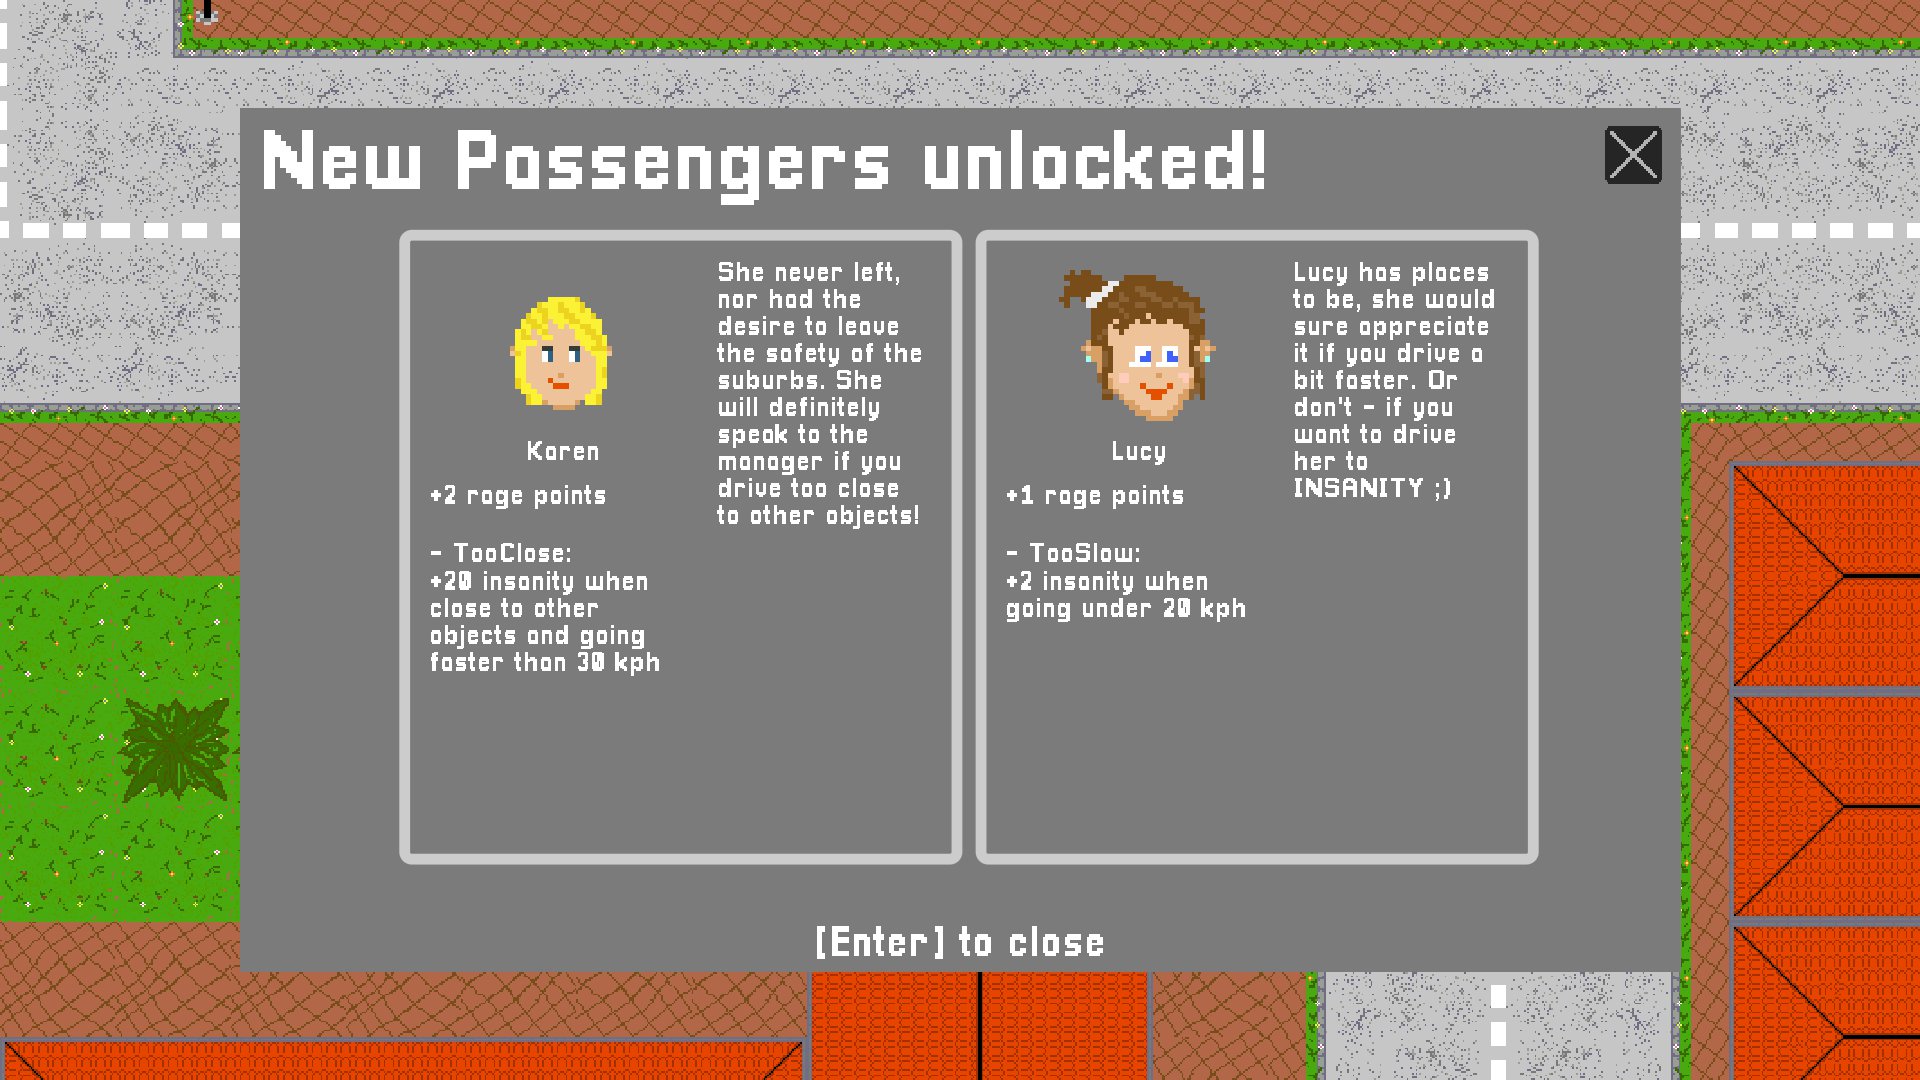 New Passengers unlocked!
She never left,
nor had the
desire to leave
the safety of the
suburbs. She
will definitely
speak to the
manager if you
drive too close
to other objects!
Karen
+2 rage points
- TooClose:
+20 insanity when
close to other
objects and going
faster than 30 kph
Lucy has places
to be, she would
sure appreciate
it if you drive a
bit faster. Or
don't - if you
want to drive
her to
INSANITY ;)
Lucy
+1 rage points
- TooSlow:
+2 insanity when
going under 20 kph
[Enter] to close